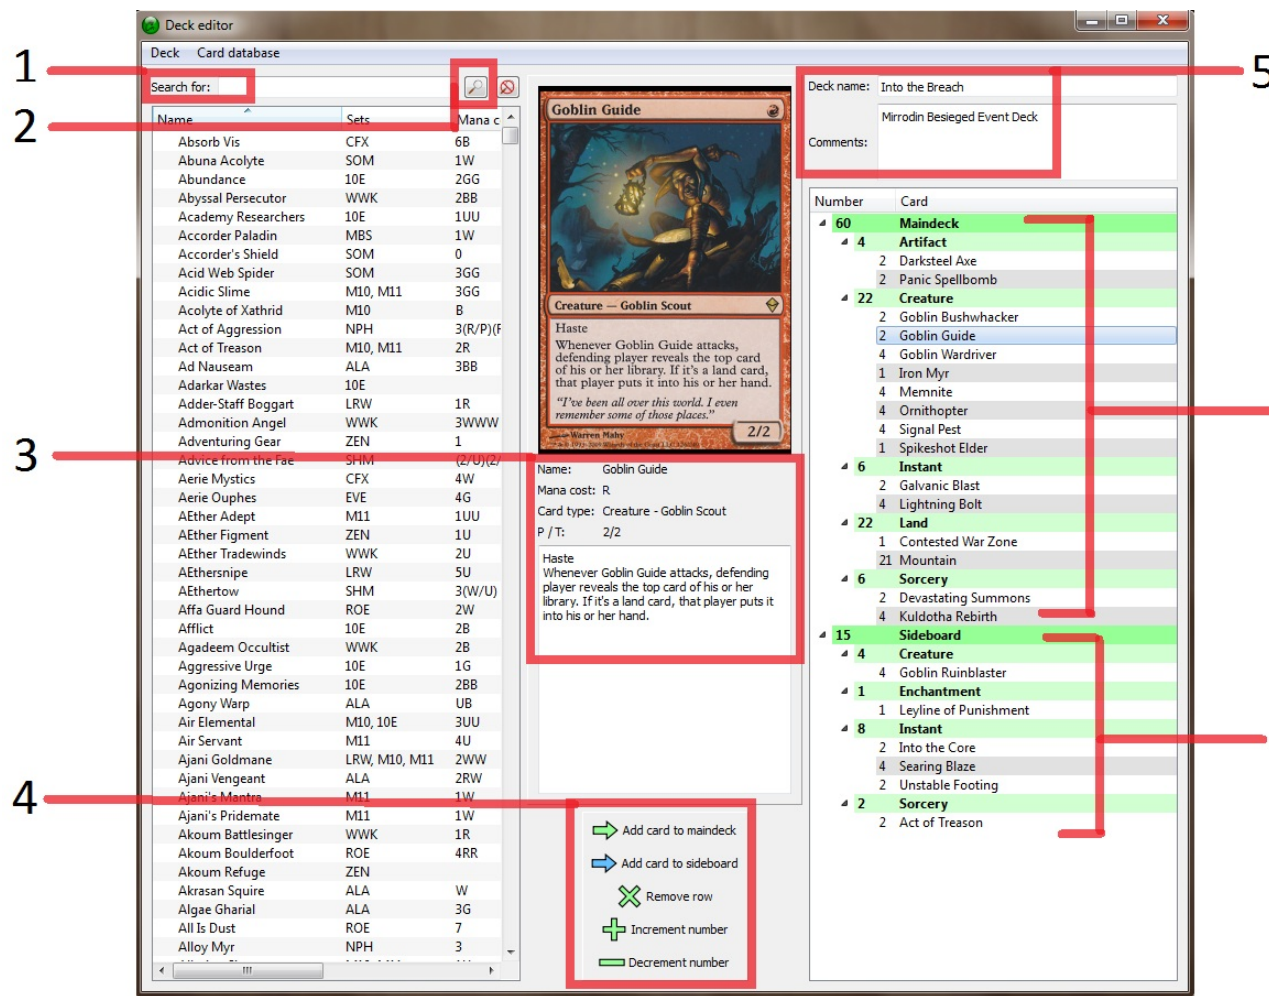 Deck editor
Deck Card database
1
Search for:
2
Name Sets Mana c
Absorb Vis CFX 6B
Abuna Acolyte SOM 1W
Abundance 10E 2GG
Abyssal Persecutor WWK 2BB
Academy Researchers 10E 1UU
Accorder Paladin MBS 1W
Accorder's Shield SOM 0
Acid Web Spider SOM 3GG
Acidic Slime M10, M11 3GG
Acolyte of Xathrid M10 B
Act of Aggression NPH 3(R/P)(F
Act of Treason M10, M11 2R
Ad Nauseam ALA 3BB
Adarkar Wastes 10E
Adder-Staff Boggart LRW 1R
Admonition Angel WWK 3WWW
Adventuring Gear ZEN 1
3
Advice from the Fae SHM (2/U)(2/
Aerie Mystics CFX 4W
Aerie Ouphes EVE 4G
AEther Adept M11 1UU
AEther Figment ZEN 1U
AEther Tradewinds WWK 2U
AEthersnipe LRW 5U
AEthertow SHM 3(W/U)
Affa Guard Hound ROE 2W
Afflict 10E 2B
Agadeem Occultist WWK 2B
Aggressive Urge 10E 1G
Agonizing Memories 10E 2BB
Agony Warp ALA UB
Air Elemental M10, 10E 3UU
Air Servant M11 4U
Ajani Goldmane LRW, M10, M11 2WW
Ajani Vengeant ALA 2RW
4
Ajani's Mantra M11 1W
Ajani's Pridemate M11 1W
Akoum Battlesinger WWK 1R
Akoum Boulderfoot ROE 4RR
Akoum Refuge ZEN
Akrasan Squire ALA W
Algae Gharial ALA 3G
All Is Dust ROE 7
Alloy Myr NPH 3
Goblin Guide
Creature — Goblin Scout
Haste
Whenever Goblin Guide attacks,
defending player reveals the top card
of his or her library. If it's a land card,
that player puts it into his or her hand.
"I've been all over this world. I even
remember some of those places."
Warren Mahy
2/2
Name: Goblin Guide
Mana cost: R
Card type: Creature - Goblin Scout
P / T: 2/2
Haste
Whenever Goblin Guide attacks, defending
player reveals the top card of his or her
library. If it's a land card, that player puts it
into his or her hand.
Add card to maindeck
Add card to sideboard
Remove row
Increment number
Decrement number
5
Deck name: Into the Breach
Mirrodin Besieged Event Deck
Comments:
Number Card
60 Maindeck
4 Artifact
2 Darksteel Axe
2 Panic Spellbomb
22 Creature
2 Goblin Bushwhacker
2 Goblin Guide
4 Goblin Wardriver
1 Iron Myr
4 Memnite
4 Ornithopter
4 Signal Pest
1 Spikeshot Elder
6 Instant
2 Galvanic Blast
4 Lightning Bolt
22 Land
1 Contested War Zone
21 Mountain
6 Sorcery
2 Devastating Summons
4 Kuldotha Rebirth
15 Sideboard
4 Creature
4 Goblin Ruinblaster
1 Enchantment
1 Leyline of Punishment
8 Instant
2 Into the Core
4 Searing Blaze
2 Unstable Footing
2 Sorcery
2 Act of Treason